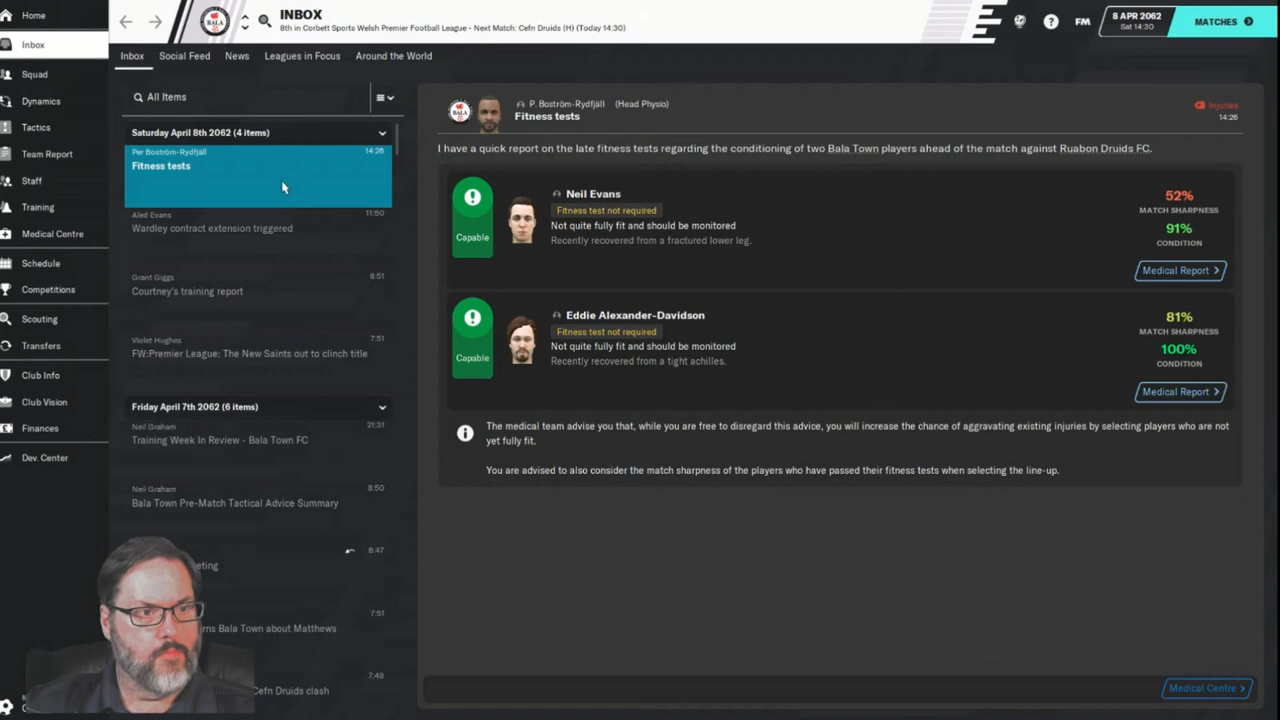 Home
Inbox
Squad
Dynamics
Tactics
Team Report
Staff
Training
Medical Centre
Schedule
Competitions
Scouting
Transfers
Club Info
Club Vision
Finances
Dev. Center
BALA
INBOX
8th in Corbett Sports Welsh Premier Football League - Next Match: Cefn Druids (H) (Today 14:30)
FM
8 APR 2062
Sat 14:30
MATCHES
Inbox
Social Feed
News
Leagues in Focus
Around the World
All Items
Saturday April 8th 2062 (4 items)
Per Boström-Rydfjäll 14:26
Fitness tests
Aled Evans 11:50
Wardley contract extension triggered
Grant Giggs 8:51
Courtney's training report
Violet Hughes 7:51
FW:Premier League: The New Saints out to clinch title
Friday April 7th 2062 (6 items)
Neil Graham 21:31
Training Week In Review - Bala Town FC
Neil Graham 8:50
Bala Town Pre-Match Tactical Advice Summary
8:47
eting
7:51
rns Bala Town about Matthews
7:48
Cefn Druids clash
BALA
P. Boström-Rydfjäll (Head Physio)
Fitness tests
Injuries
14:26
I have a quick report on the late fitness tests regarding the conditioning of two Bala Town players ahead of the match against Ruabon Druids FC.
Capable
Neil Evans
Fitness test not required
Not quite fully fit and should be monitored
Recently recovered from a fractured lower leg.
52%
MATCH SHARPNESS
91%
CONDITION
Medical Report
Capable
Eddie Alexander-Davidson
Fitness test not required
Not quite fully fit and should be monitored
Recently recovered from a tight achilles.
81%
MATCH SHARPNESS
100%
CONDITION
Medical Report
The medical team advise you that, while you are free to disregard this advice, you will increase the chance of aggravating existing injuries by selecting players who are not
yet fully fit.
You are advised to also consider the match sharpness of the players who have passed their fitness tests when selecting the line-up.
Medical Centre